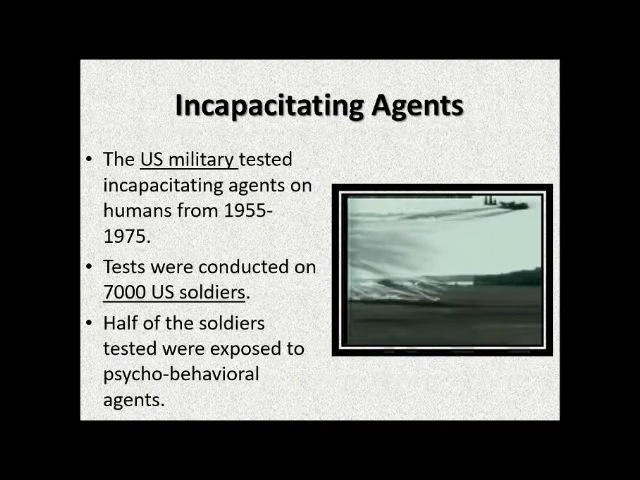 Incapacitating Agents
• The US military tested
incapacitating agents on
humans from 1955-
1975.
• Tests were conducted on
7000 US soldiers.
• Half of the soldiers
tested were exposed to
psycho-behavioral
agents.